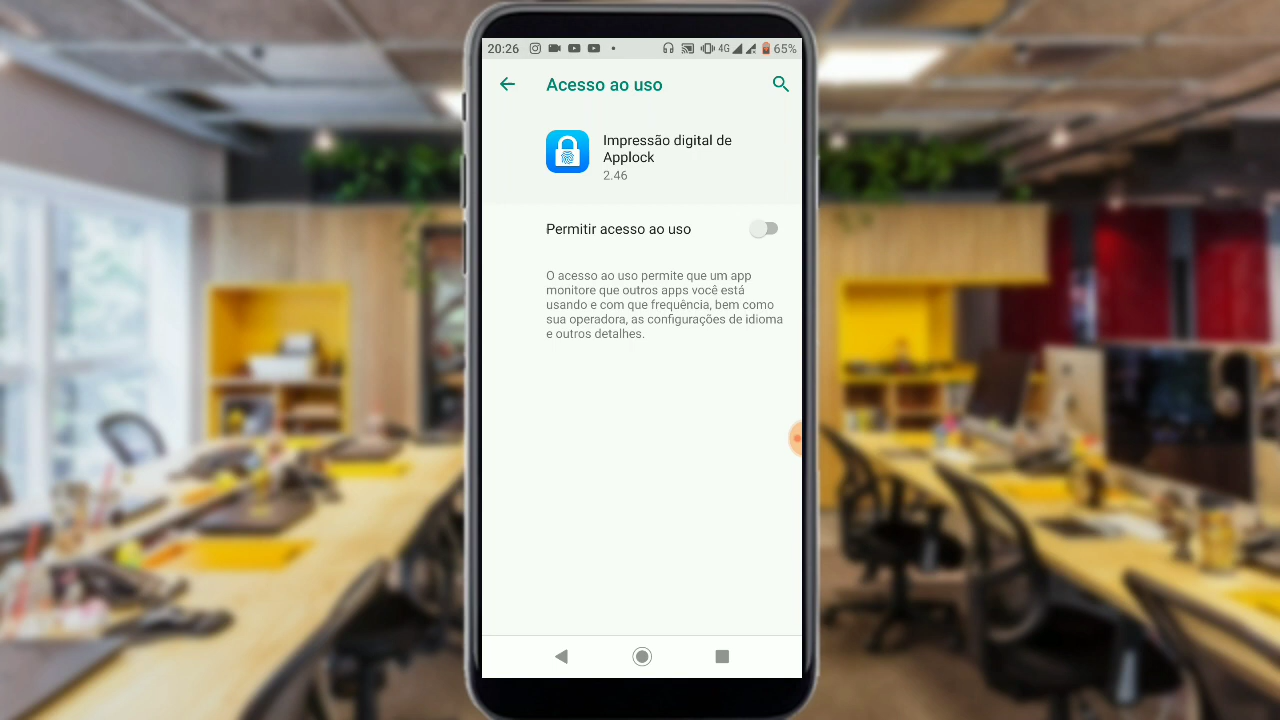 20:26 4G 65%
Acesso ao uso
Impressão digital de
Applock
2.46
Permitir acesso ao uso
O acesso ao uso permite que um app
monitore que outros apps você está
usando e com que frequência, bem como
sua operadora, as configurações de idioma
e outros detalhes.